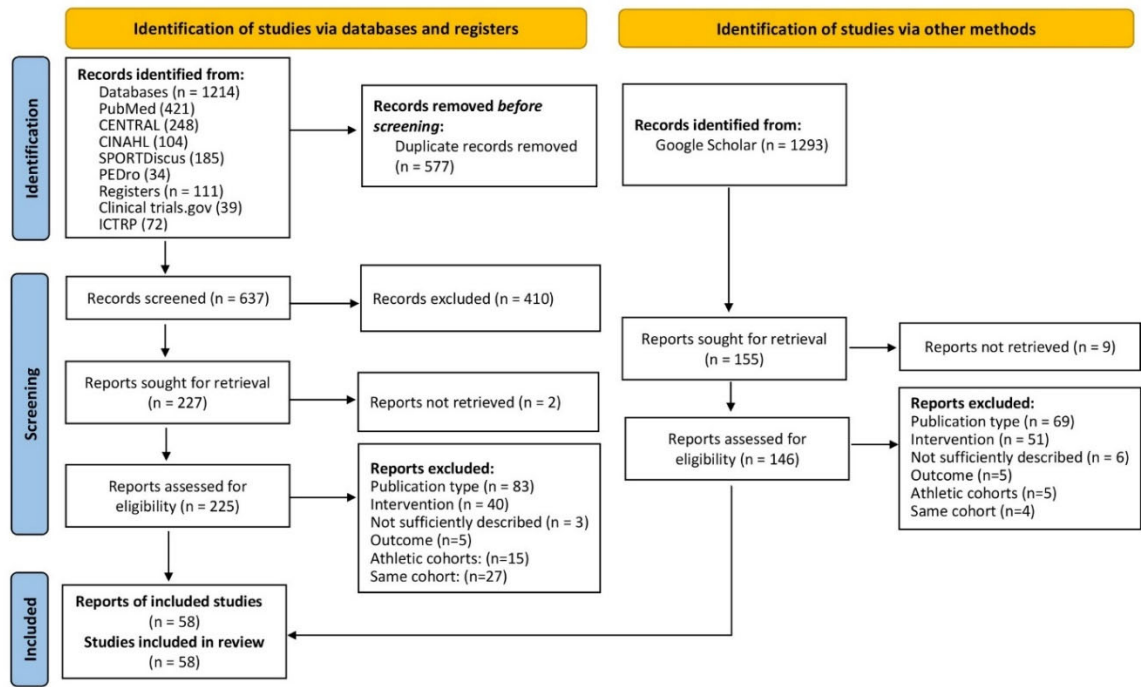 Identification of studies via databases and registers
Identification of studies via other methods
Identification
Records identified from:
Databases (n = 1214)
PubMed (421)
CENTRAL (248)
CINAHL (104)
SPORTDiscus (185)
PEDro (34)
Registers (n = 111)
Clinical trials.gov (39)
ICTRP (72)
Records removed before
screening:
Duplicate records removed
(n = 577)
Records identified from:
Google Scholar (n = 1293)
Screening
Records screened (n = 637)
Records excluded (n = 410)
Reports sought for retrieval
(n = 227)
Reports not retrieved (n = 2)
Reports assessed for
eligibility (n = 225)
Reports excluded:
Publication type (n = 83)
Intervention (n = 40)
Not sufficiently described (n = 3)
Outcome (n=5)
Athletic cohorts: (n=15)
Same cohort: (n=27)
Reports sought for retrieval
(n = 155)
Reports not retrieved (n = 9)
Reports assessed for
eligibility (n = 146)
Reports excluded:
Publication type (n = 69)
Intervention (n = 51)
Not sufficiently described (n = 6)
Outcome (n=5)
Athletic cohorts (n=5)
Same cohort (n=4)
Included
Reports of included studies
(n = 58)
Studies included in review
(n = 58)